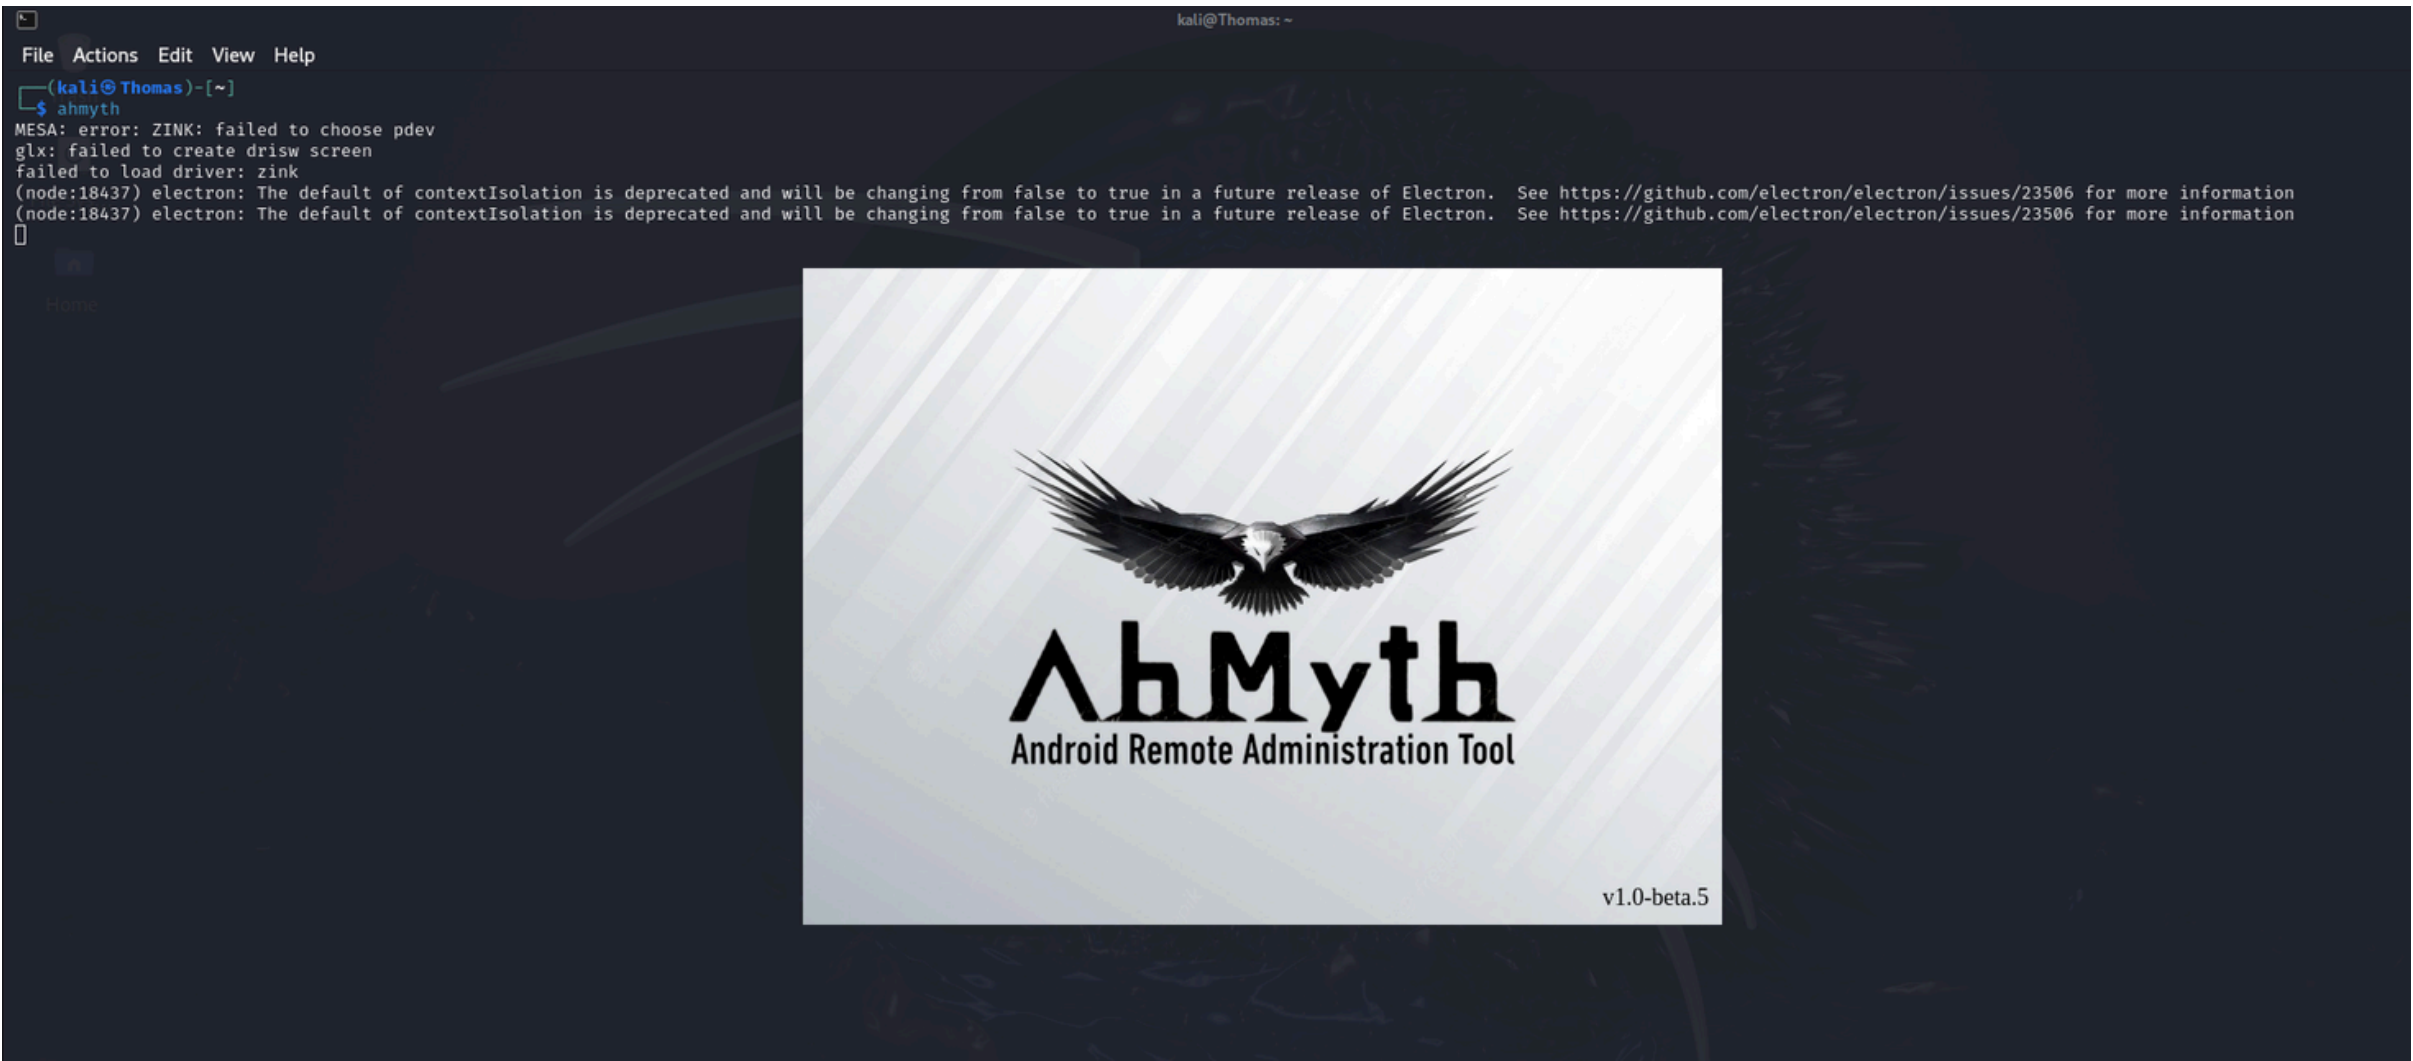 kali@Thomas: ~
File Actions Edit View Help
┌──(kali㉿Thomas)-[~]
└─$ ahmyth
MESA: error: ZINK: failed to choose pdev
glx: failed to create drisw screen
failed to load driver: zink
(node:18437) electron: The default of contextIsolation is deprecated and will be changing from false to true in a future release of Electron.  See https://github.com/electron/electron/issues/23506 for more information
(node:18437) electron: The default of contextIsolation is deprecated and will be changing from false to true in a future release of Electron.  See https://github.com/electron/electron/issues/23506 for more information
Home
AhMyth
Android Remote Administration Tool
v1.0-beta.5